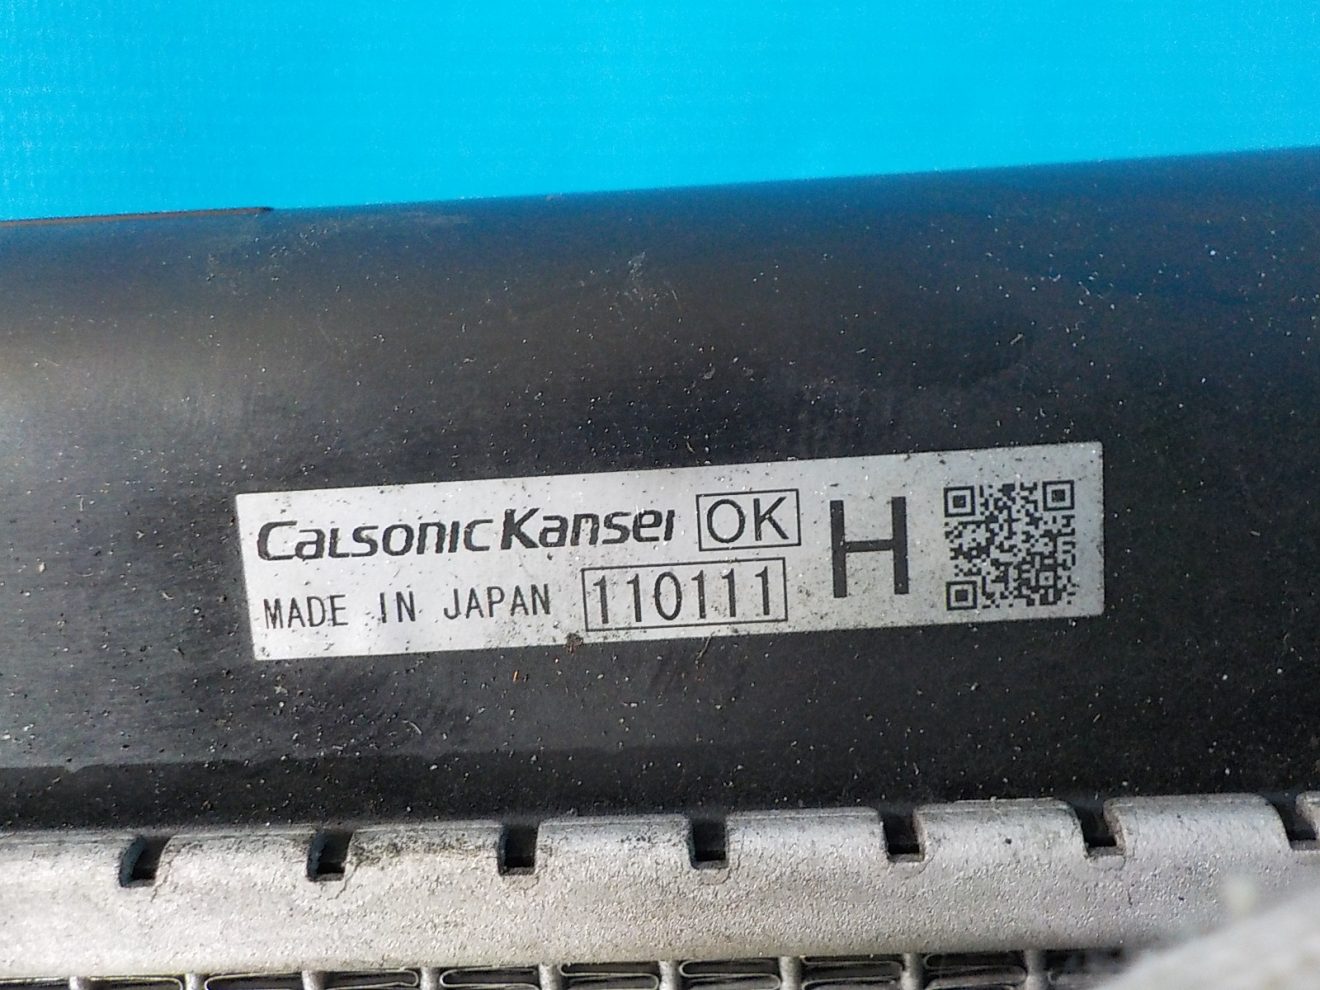 CalsonicKansei OK H
MADE IN JAPAN 110111